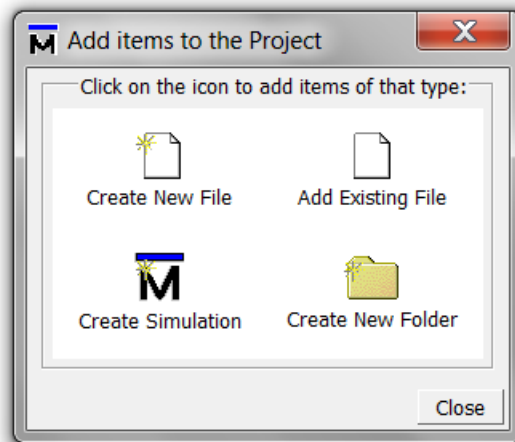 M Add items to the Project X
Click on the icon to add items of that type:
Create New File Add Existing File
M
Create Simulation Create New Folder
Close